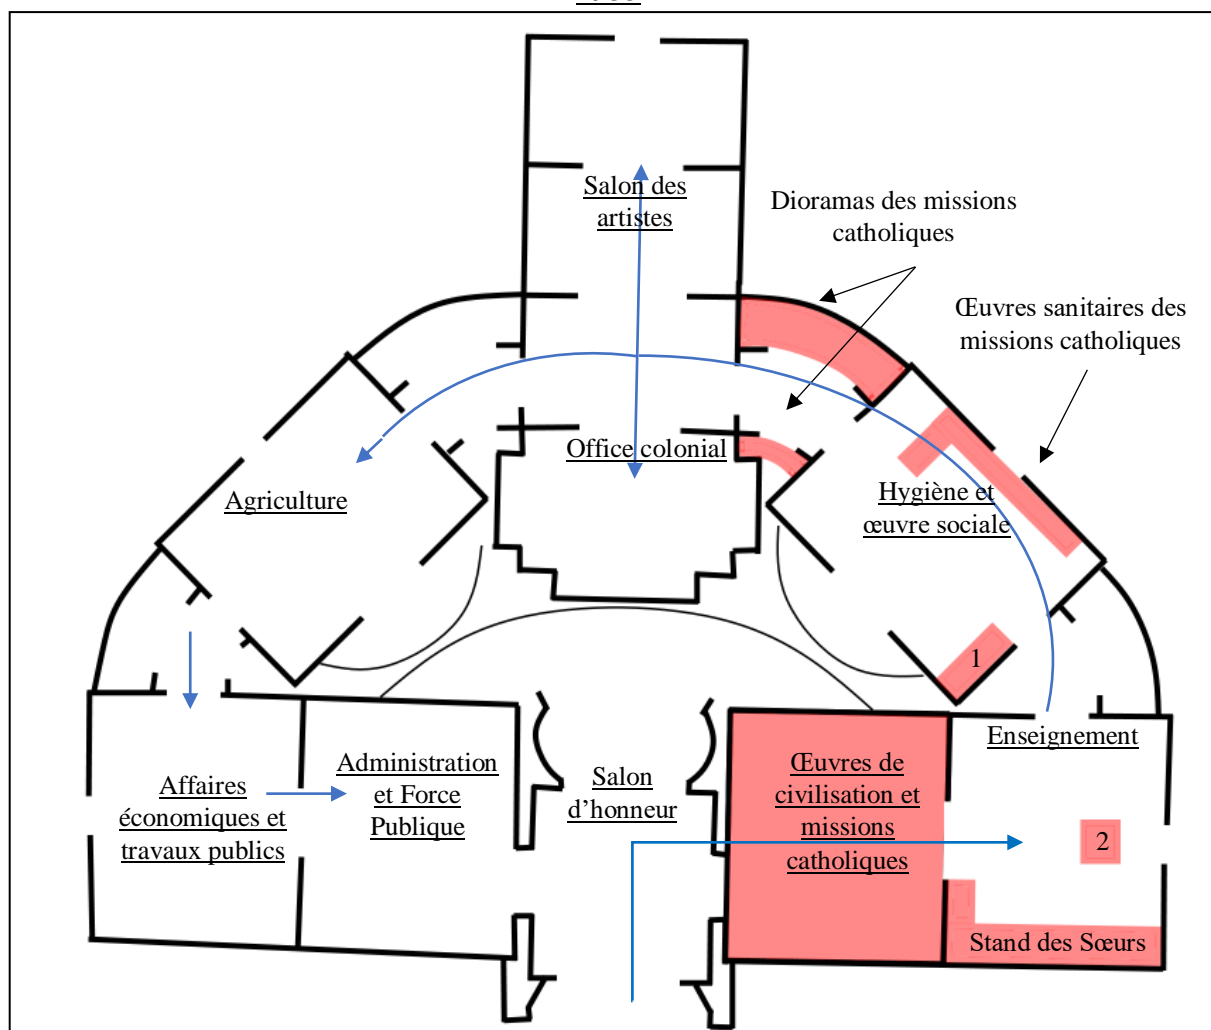 Salon des
artistes
Dioramas des missions
catholiques
Œuvres sanitaires des
missions catholiques
Office colonial
Agriculture
Hygiène et
œuvre sociale
1
Enseignement
Affaires
économiques et
travaux publics
Administration
et Force
Publique
Salon
d’honneur
Œuvres de
civilisation et
missions
catholiques
2
Stand des Sœurs